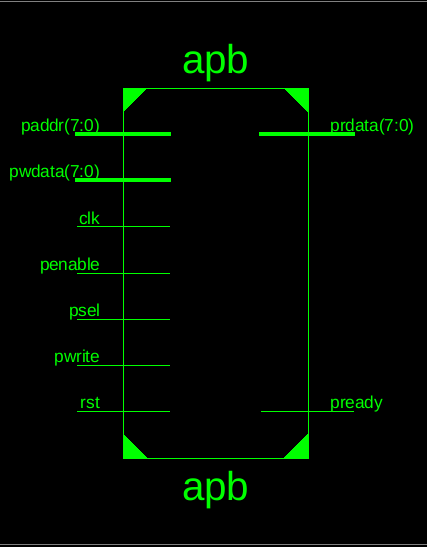 apb
paddr(7:0)
prdata(7:0)
pwdata(7:0)
clk
penable
psel
pwrite
rst
pready
apb